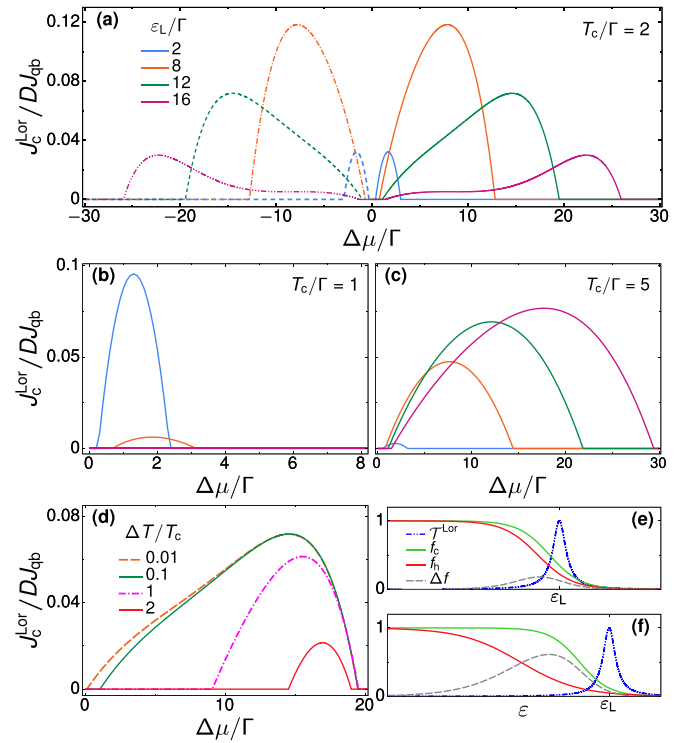 (a)
ε_L/Γ
2
8
12
16
T_c/Γ = 2
J_c^Lor / DJ_qb
0.12
0.08
0.04
0
−30
−20
−10
0
10
20
30
Δμ/Γ
(b)
T_c/Γ = 1
J_c^Lor / DJ_qb
0.1
0.05
0
0
2
4
6
8
Δμ/Γ
(c)
T_c/Γ = 5
0
10
20
30
Δμ/Γ
(d)
ΔT/T_c
0.01
0.1
1
2
J_c^Lor / DJ_qb
0.08
0.04
0
0
10
20
Δμ/Γ
(e)
1
0
𝒯^Lor
f_c
f_h
Δf
ε_L
(f)
1
0
ε
ε_L